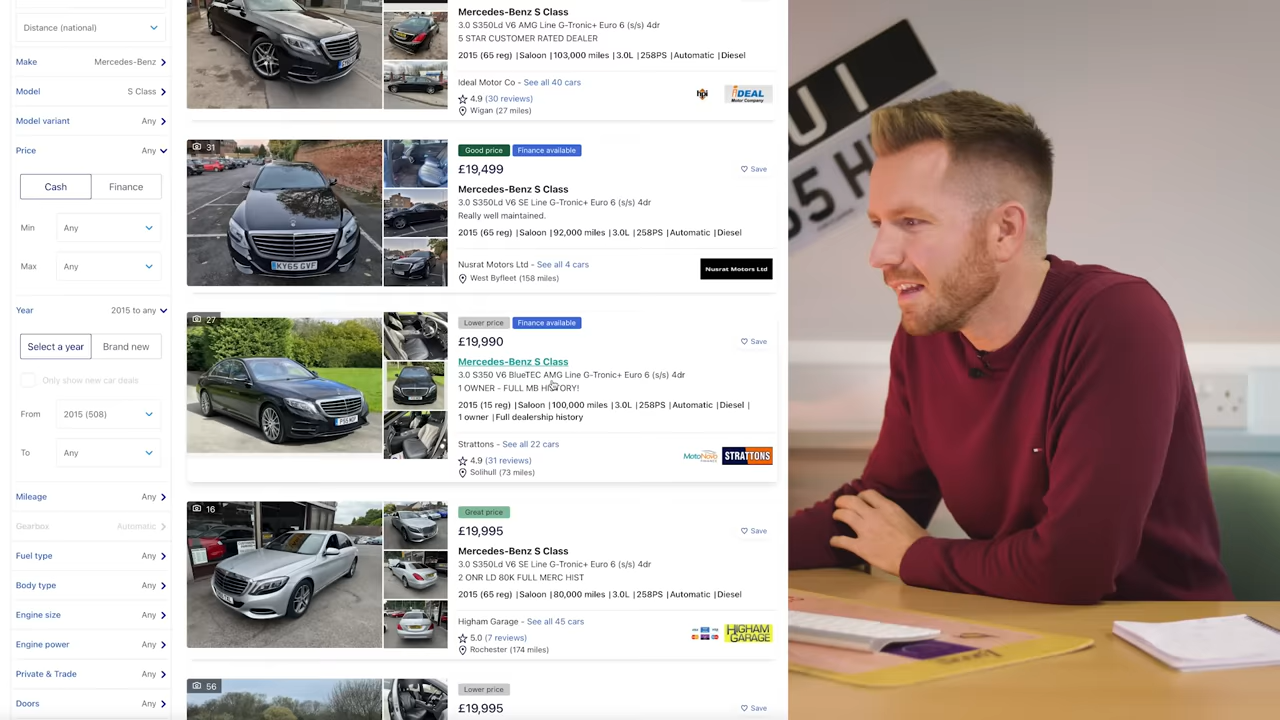 Distance (national)
Make Mercedes-Benz
Model S Class
Model variant Any
Price Any
Cash Finance
Min Any
Max Any
Year 2015 to any
Select a year Brand new
Only show new car deals
From 2015 (508)
To Any
Mileage Any
Gearbox Automatic
Fuel type Any
Body type Any
Engine size Any
Engine power Any
Private & Trade Any
Doors Any
Mercedes-Benz S Class
3.0 S350Ld V6 AMG Line G-Tronic+ Euro 6 (s/s) 4dr
5 STAR CUSTOMER RATED DEALER
2015 (65 reg) | Saloon | 103,000 miles | 3.0L | 258PS | Automatic | Diesel
Ideal Motor Co - See all 40 cars
4.9 (30 reviews)
Wigan (27 miles)
hpi
iDEAL
Motor Company
31
KY65 GVF
Good price Finance available
£19,499
Save
Mercedes-Benz S Class
3.0 S350Ld V6 SE Line G-Tronic+ Euro 6 (s/s) 4dr
Really well maintained.
2015 (65 reg) | Saloon | 92,000 miles | 3.0L | 258PS | Automatic | Diesel
Nusrat Motors Ltd - See all 4 cars
West Byfleet (158 miles)
Nusrat Motors Ltd
27
Lower price Finance available
£19,990
Save
Mercedes-Benz S Class
3.0 S350 V6 BlueTEC AMG Line G-Tronic+ Euro 6 (s/s) 4dr
1 OWNER - FULL MB HISTORY!
2015 (15 reg) | Saloon | 100,000 miles | 3.0L | 258PS | Automatic | Diesel |
1 owner | Full dealership history
Strattons - See all 22 cars
4.9 (31 reviews)
Solihull (73 miles)
MotoNovo
STRATTONS
16
Great price
£19,995
Save
Mercedes-Benz S Class
3.0 S350Ld V6 SE Line G-Tronic+ Euro 6 (s/s) 4dr
2 ONR LD 80K FULL MERC HIST
2015 (65 reg) | Saloon | 80,000 miles | 3.0L | 258PS | Automatic | Diesel
Higham Garage - See all 45 cars
5.0 (7 reviews)
Rochester (174 miles)
HIGHAM
GARAGE
56
Lower price
£19,995
Save